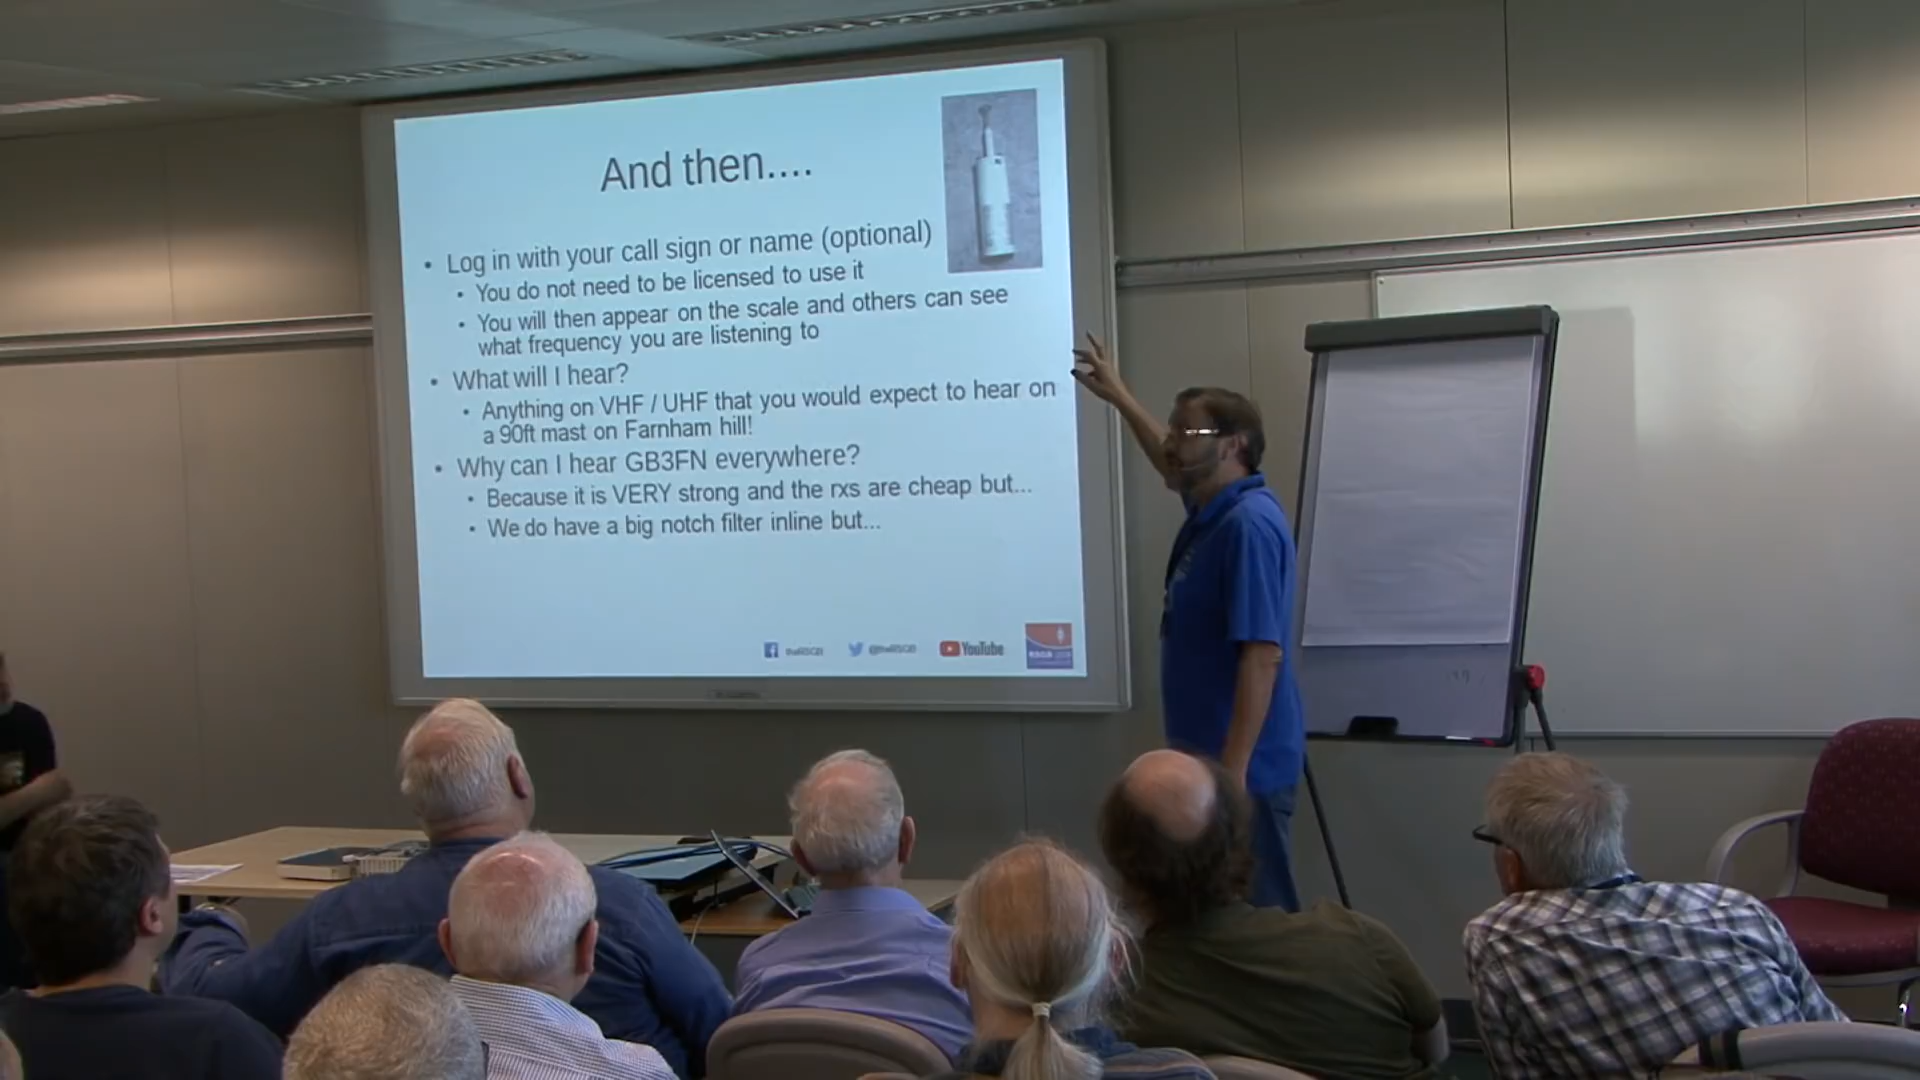 And then....
• Log in with your call sign or name (optional)
• You do not need to be licensed to use it
• You will then appear on the scale and others can see
what frequency you are listening to
• What will I hear?
• Anything on VHF / UHF that you would expect to hear on
a 90ft mast on Farnham hill!
• Why can I hear GB3FN everywhere?
• Because it is VERY strong and the rxs are cheap but...
• We do have a big notch filter inline but...
theRSGB @theRSGB YouTube
RSGB